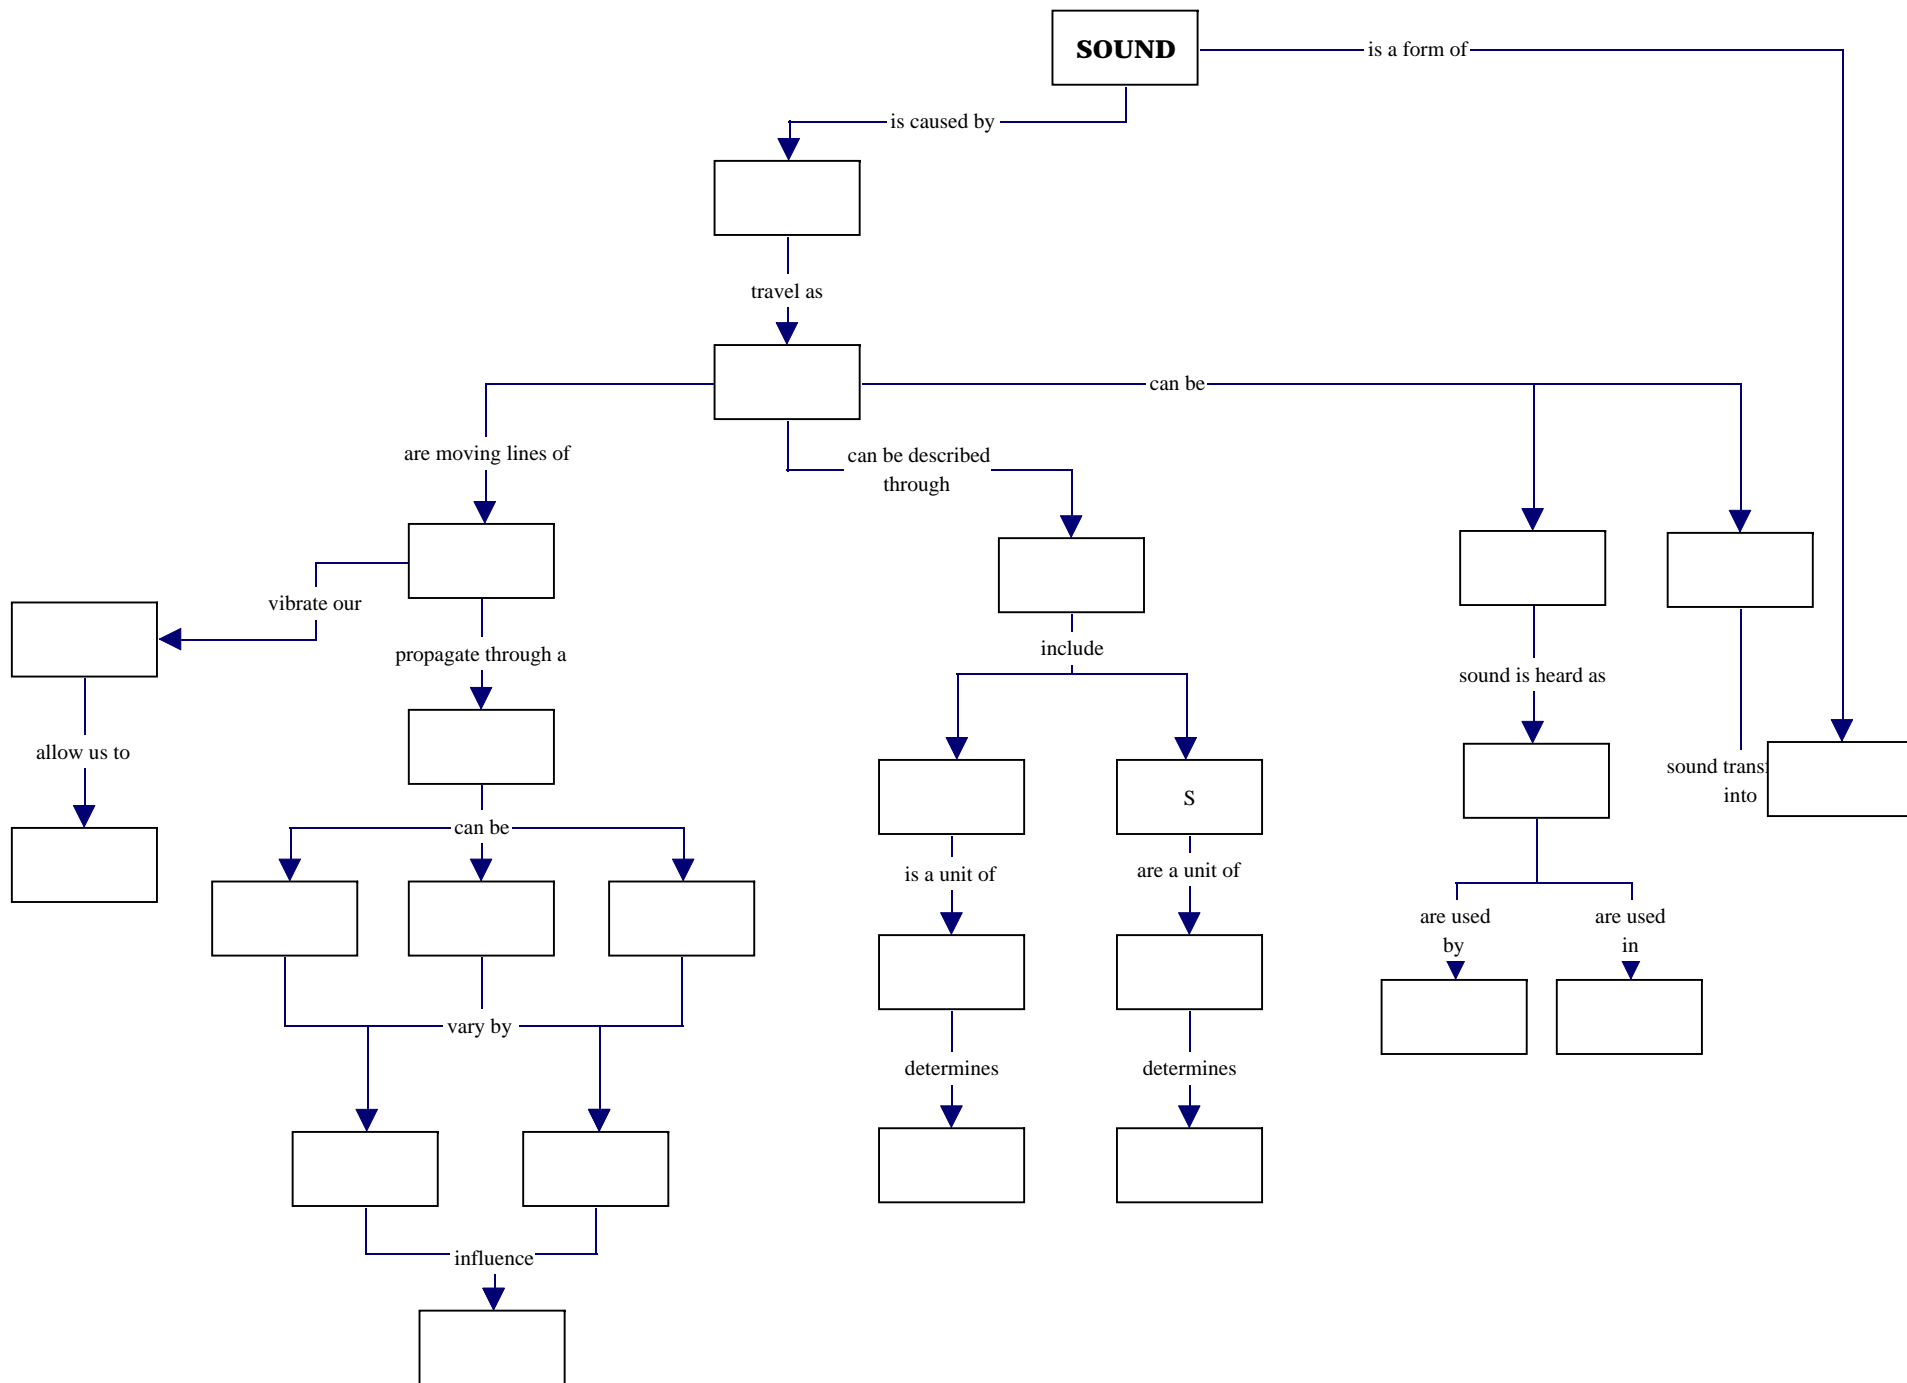 SOUND
is a form of
is caused by
travel as
can be
are moving lines of
can be described
through
vibrate our
include
propagate through a
sound is heard as
allow us to
sound trans
into
S
can be
is a unit of
are a unit of
are used
by
are used
in
vary by
determines
determines
influence